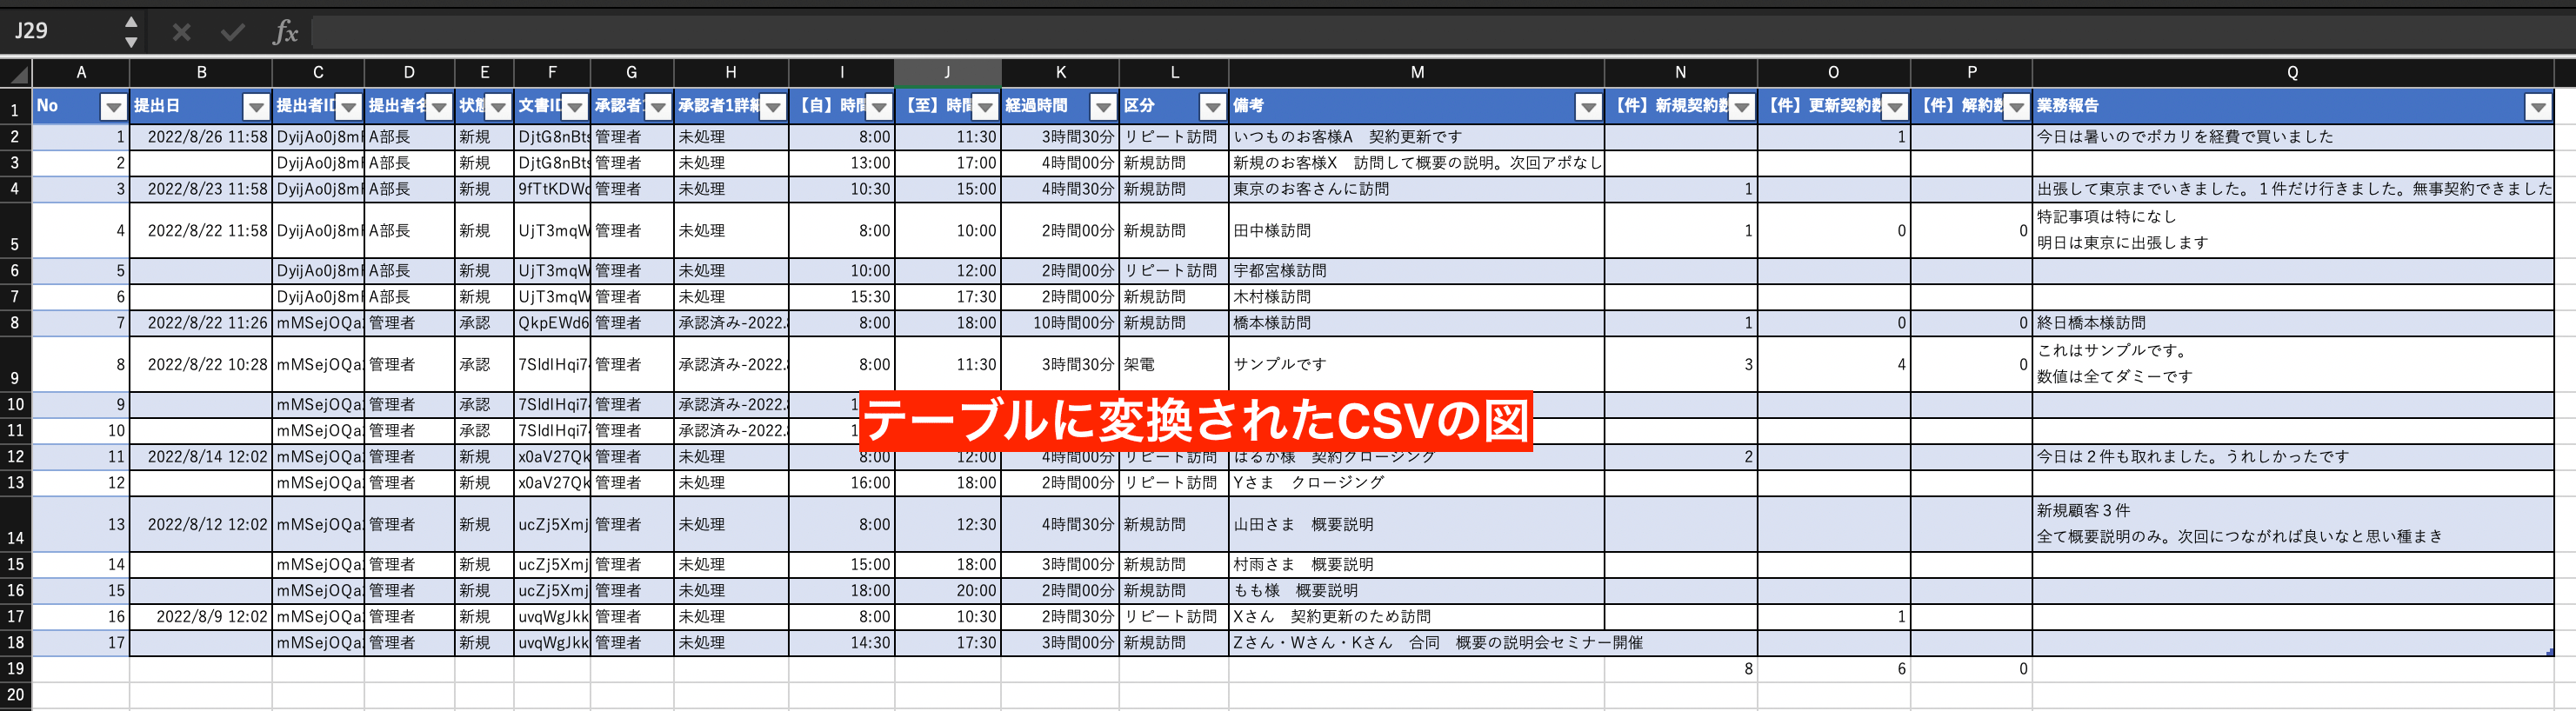 J29 fx
A B C D E F G H I J K L M N O P Q
1 No 提出日 提出者ID 提出者名 状態 文書ID 承認者 承認者1詳細 【自】時間 【至】時間 経過時間 区分 備考 【件】新規契約数 【件】更新契約数 【件】解約数 業務報告
2 1 2022/8/26 11:58 DyijAo0j8m A部長 新規 DjtG8nBts 管理者 未処理 8:00 11:30 3時間30分 リピート訪問 いつものお客様A　契約更新です 1 今日は暑いのでポカリを経費で買いました
3 2 DyijAo0j8m A部長 新規 DjtG8nBts 管理者 未処理 13:00 17:00 4時間00分 新規訪問 新規のお客様X　訪問して概要の説明。次回アポなし
4 3 2022/8/23 11:58 DyijAo0j8m A部長 新規 9fTtKDW 管理者 未処理 10:30 15:00 4時間30分 新規訪問 東京のお客さんに訪問 1 出張して東京までいきました。１件だけ行きました。無事契約できました
5 4 2022/8/22 11:58 DyijAo0j8m A部長 新規 UjT3mqW 管理者 未処理 8:00 10:00 2時間00分 新規訪問 田中様訪問 1 0 0 特記事項は特になし
明日は東京に出張します
6 5 DyijAo0j8m A部長 新規 UjT3mqW 管理者 未処理 10:00 12:00 2時間00分 リピート訪問 宇都宮様訪問
7 6 DyijAo0j8m A部長 新規 UjT3mqW 管理者 未処理 15:30 17:30 2時間00分 新規訪問 木村様訪問
8 7 2022/8/22 11:26 mMSejOQa 管理者 承認 QkpEWd6 管理者 承認済み-2022. 8:00 18:00 10時間00分 新規訪問 橋本様訪問 1 0 0 終日橋本様訪問
9 8 2022/8/22 10:28 mMSejOQa 管理者 承認 7SldIHqi7 管理者 承認済み-2022. 8:00 11:30 3時間30分 架電 サンプルです 3 4 0 これはサンプルです。
数値は全てダミーです
10 9 mMSejOQa 管理者 承認 7SldIHqi7 管理者 承認済み-2022. 1
11 10 mMSejOQa 管理者 承認 7SldIHqi7 管理者 承認済み-2022. 1
テーブルに変換されたCSVの図
12 11 2022/8/14 12:02 mMSejOQa 管理者 新規 x0aV27Qk 管理者 未処理 8:00 12:00 4時間00分 リピート訪問 はるか様　契約クロージング 2 今日は２件も取れました。うれしかったです
13 12 mMSejOQa 管理者 新規 x0aV27Qk 管理者 未処理 16:00 18:00 2時間00分 リピート訪問 Yさま　クロージング
14 13 2022/8/12 12:02 mMSejOQa 管理者 新規 ucZj5Xmj 管理者 未処理 8:00 12:30 4時間30分 新規訪問 山田さま　概要説明 新規顧客３件
全て概要説明のみ。次回につながれば良いなと思い種まき
15 14 mMSejOQa 管理者 新規 ucZj5Xmj 管理者 未処理 15:00 18:00 3時間00分 新規訪問 村雨さま　概要説明
16 15 mMSejOQa 管理者 新規 ucZj5Xmj 管理者 未処理 18:00 20:00 2時間00分 新規訪問 もも様　概要説明
17 16 2022/8/9 12:02 mMSejOQa 管理者 新規 uvqWgJkk 管理者 未処理 8:00 10:30 2時間30分 リピート訪問 Xさん　契約更新のため訪問 1
18 17 mMSejOQa 管理者 新規 uvqWgJkk 管理者 未処理 14:30 17:30 3時間00分 新規訪問 Zさん・Wさん・Kさん　合同　概要の説明会セミナー開催
19 8 6 0
20